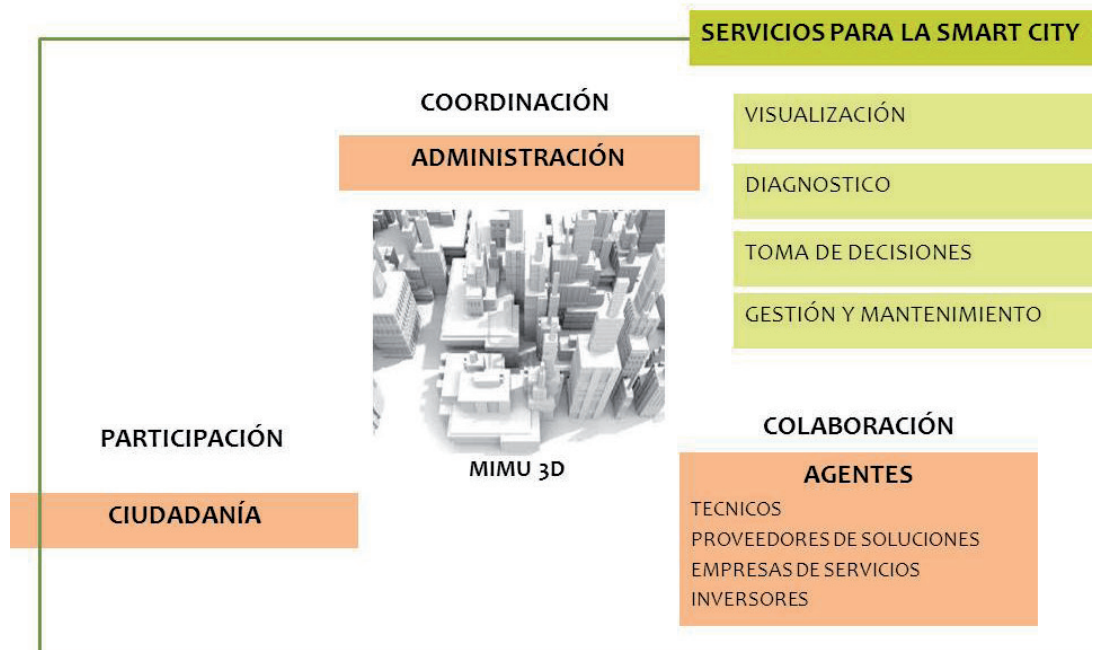 SERVICIOS PARA LA SMART CITY
COORDINACIÓN
ADMINISTRACIÓN
VISUALIZACIÓN
DIAGNOSTICO
TOMA DE DECISIONES
GESTIÓN Y MANTENIMIENTO
PARTICIPACIÓN
CIUDADANÍA
MIMU 3D
COLABORACIÓN
AGENTES
TECNICOS
PROVEEDORES DE SOLUCIONES
EMPRESAS DE SERVICIOS
INVERSORES